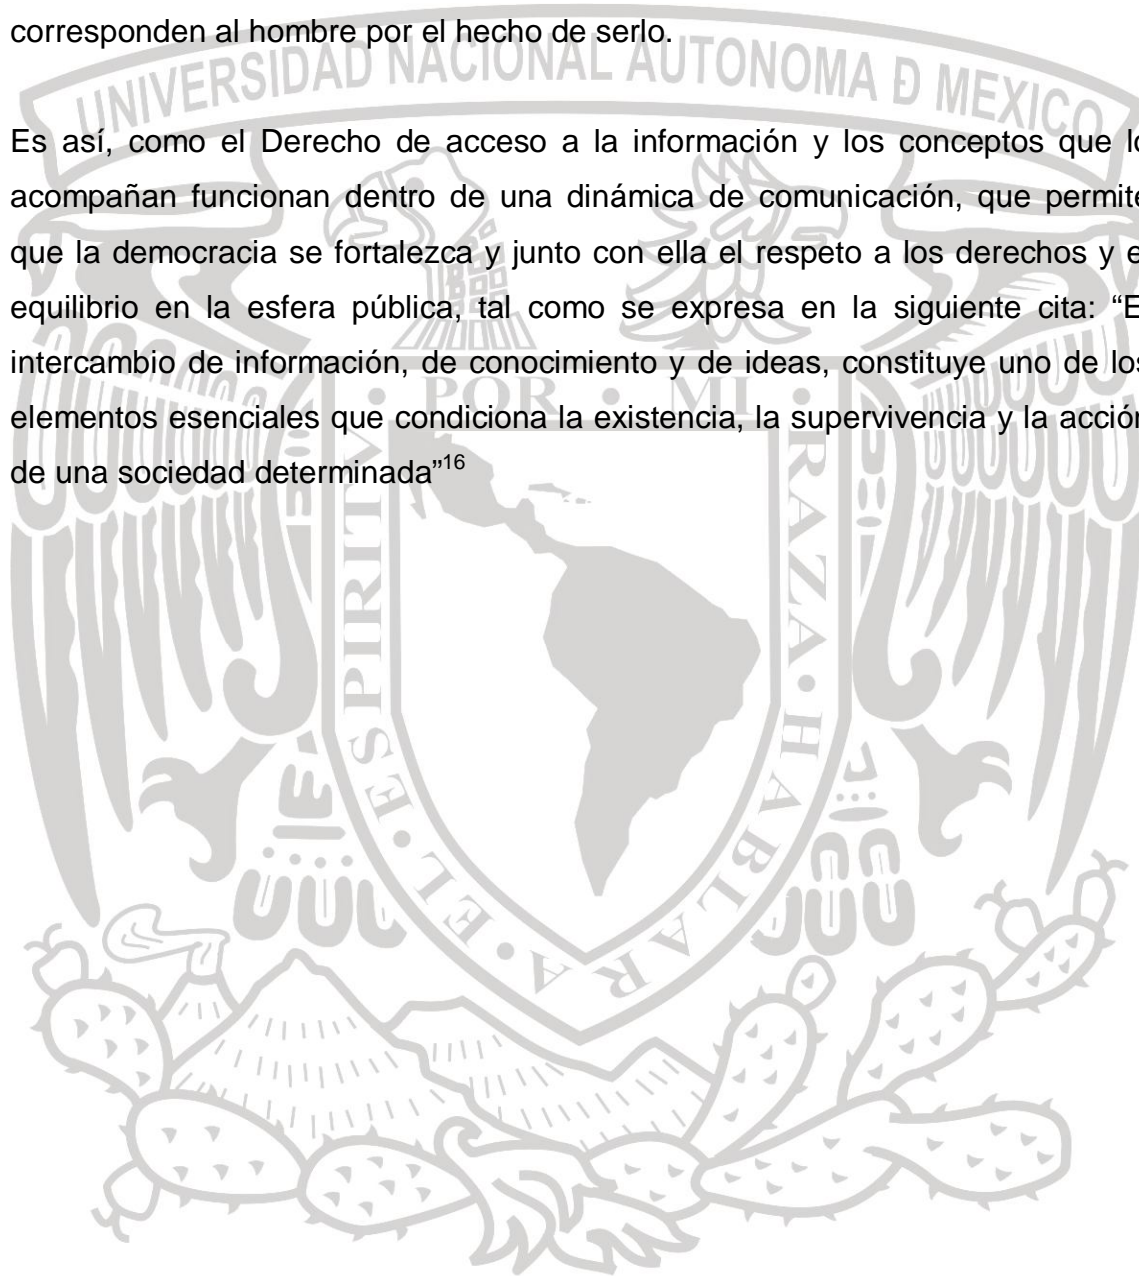 corresponden al hombre por el hecho de serlo.
UNIVERSIDAD NACIONAL AUTONOMA Đ MEXICO
Es así, como el Derecho de acceso a la información y los conceptos que lo
acompañan funcionan dentro de una dinámica de comunicación, que permite
que la democracia se fortalezca y junto con ella el respeto a los derechos y e
equilibrio en la esfera pública, tal como se expresa en la siguiente cita: “E
intercambio de información, de conocimiento y de ideas, constituye uno de los
elementos esenciales que condiciona la existencia, la supervivencia y la acción
de una sociedad determinada”16
POR • MI • RAZA • HABLARA • EL • ESPIRITV